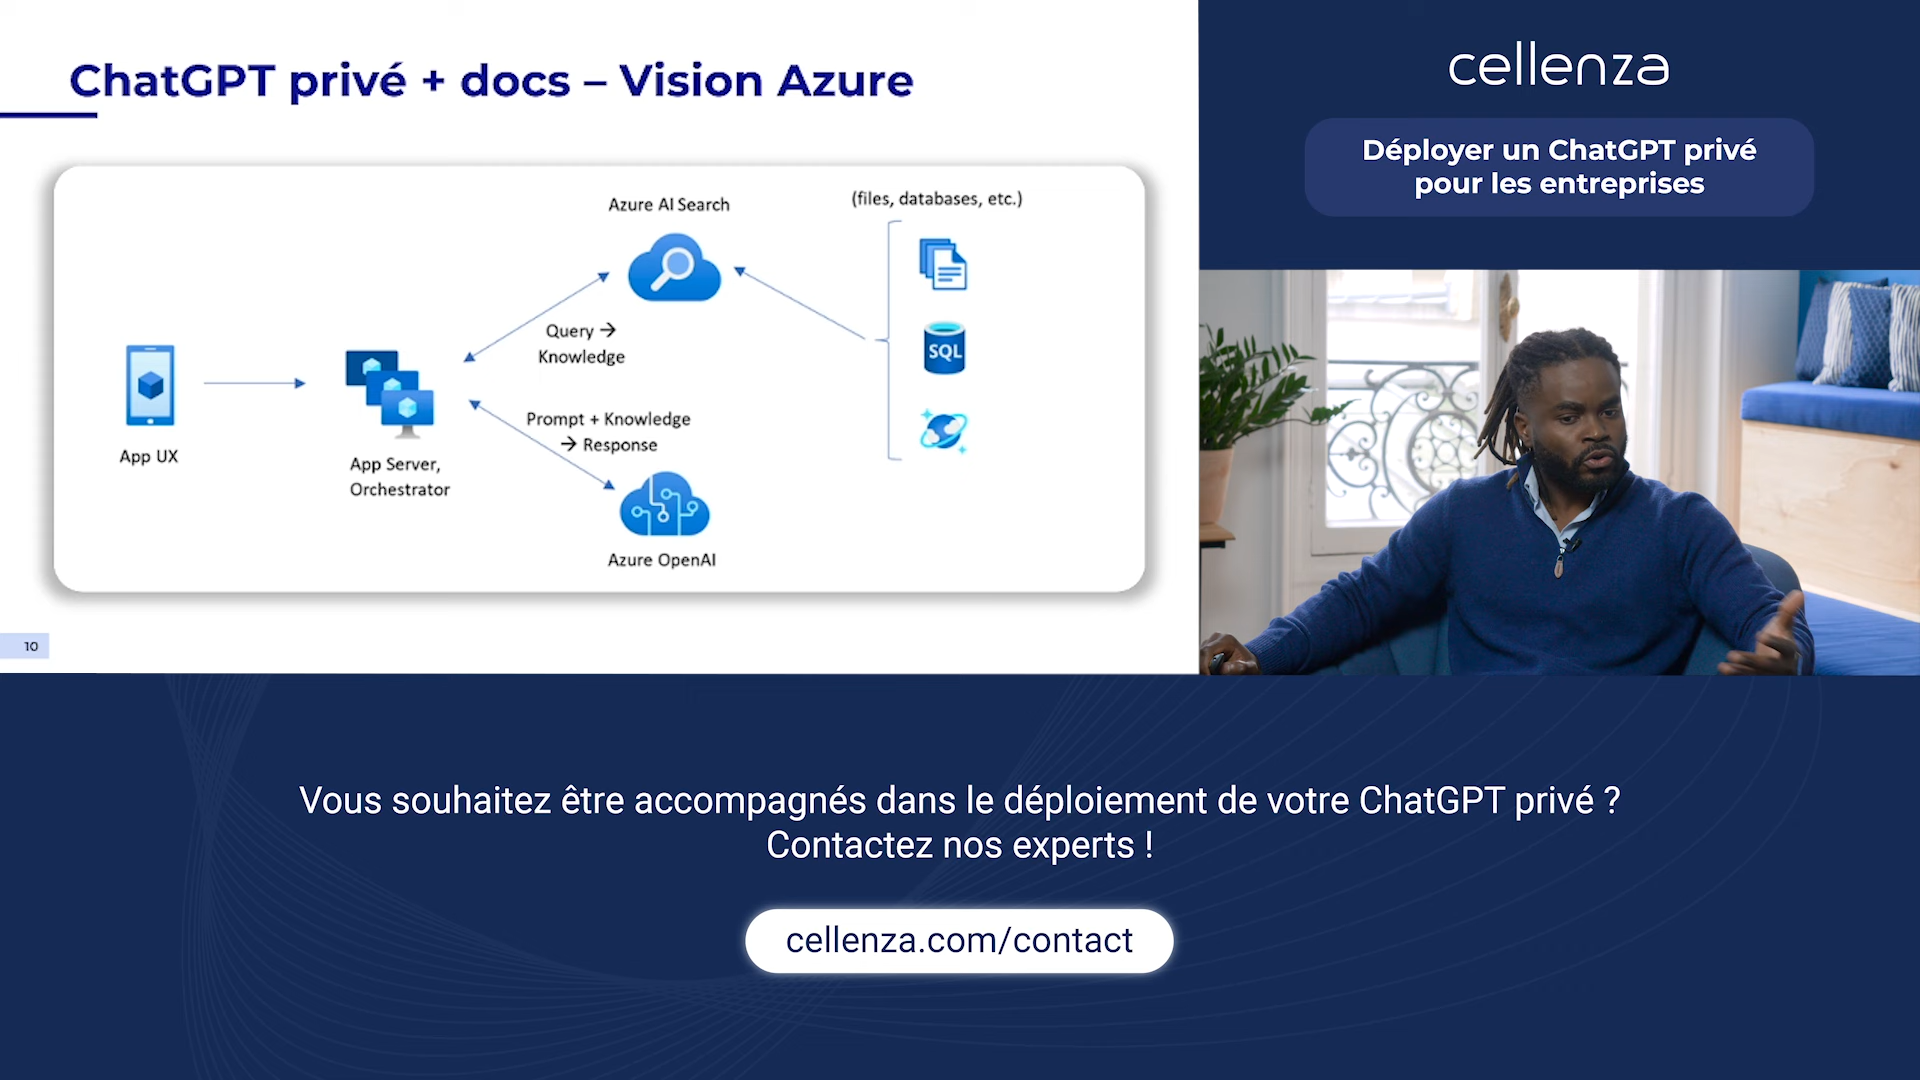 ChatGPT privé + docs – Vision Azure
Azure AI Search
(files, databases, etc.)
Query →
Knowledge
SQL
Prompt + Knowledge
→ Response
App UX
App Server,
Orchestrator
Azure OpenAI
10
cellenza
Déployer un ChatGPT privé
pour les entreprises
Vous souhaitez être accompagnés dans le déploiement de votre ChatGPT privé ?
Contactez nos experts !
cellenza.com/contact